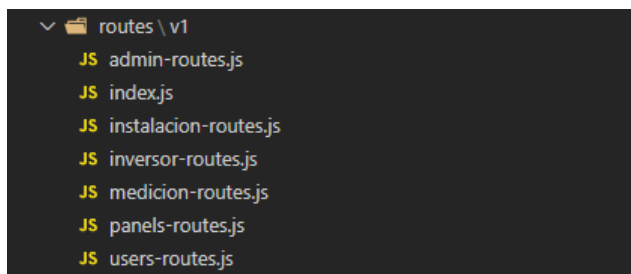 routes \ v1
JS admin-routes.js
JS index.js
JS instalacion-routes.js
JS inversor-routes.js
JS medicion-routes.js
JS panels-routes.js
JS users-routes.js